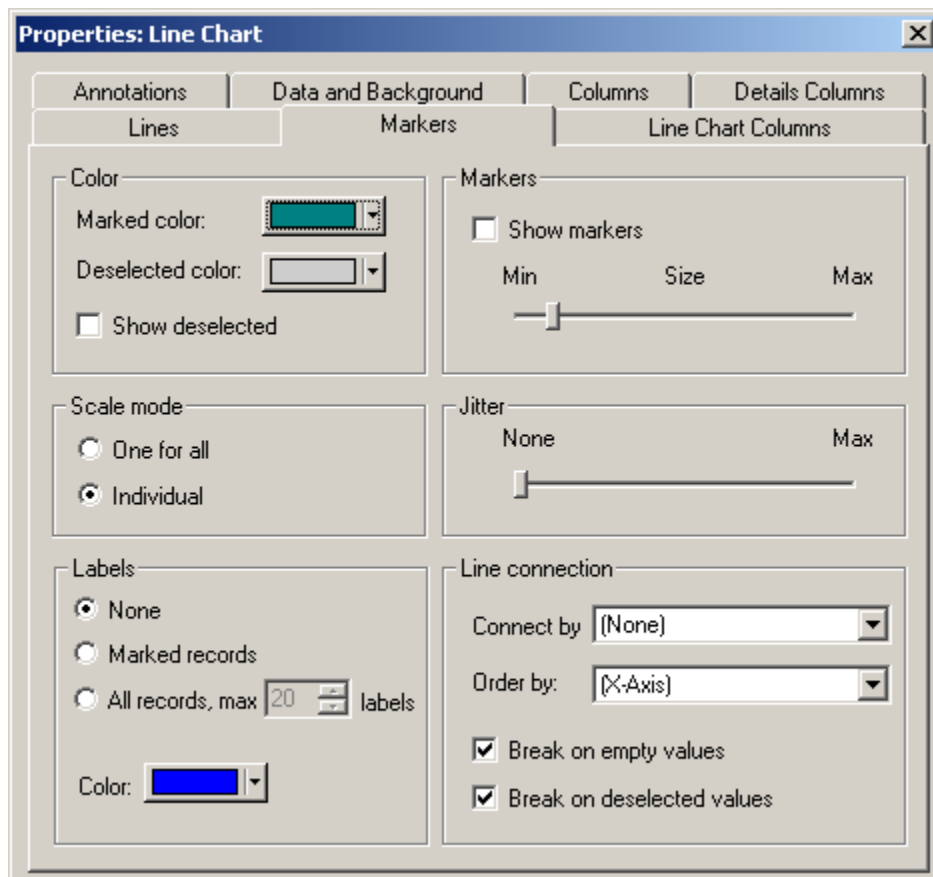 Properties: Line Chart
Annotations
Data and Background
Columns
Details Columns
Lines
Markers
Line Chart Columns
Color
Marked color:
Deselected color:
Show deselected
Markers
Show markers
Min Size Max
Scale mode
One for all
Individual
Jitter
None Max
Labels
None
Marked records
All records, max 20 labels
Color:
Line connection
Connect by (None)
Order by: (X-Axis)
Break on empty values
Break on deselected values